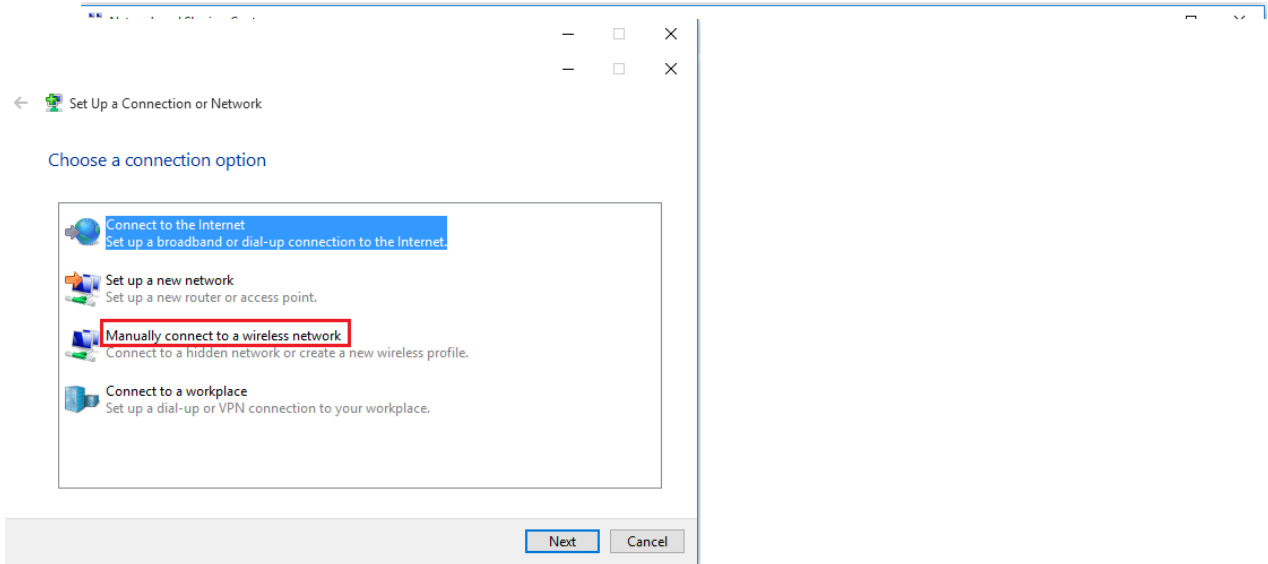 Set Up a Connection or Network
Choose a connection option
Connect to the Internet
Set up a broadband or dial-up connection to the Internet.
Set up a new network
Set up a new router or access point.
Manually connect to a wireless network
Connect to a hidden network or create a new wireless profile.
Connect to a workplace
Set up a dial-up or VPN connection to your workplace.
Next
Cancel